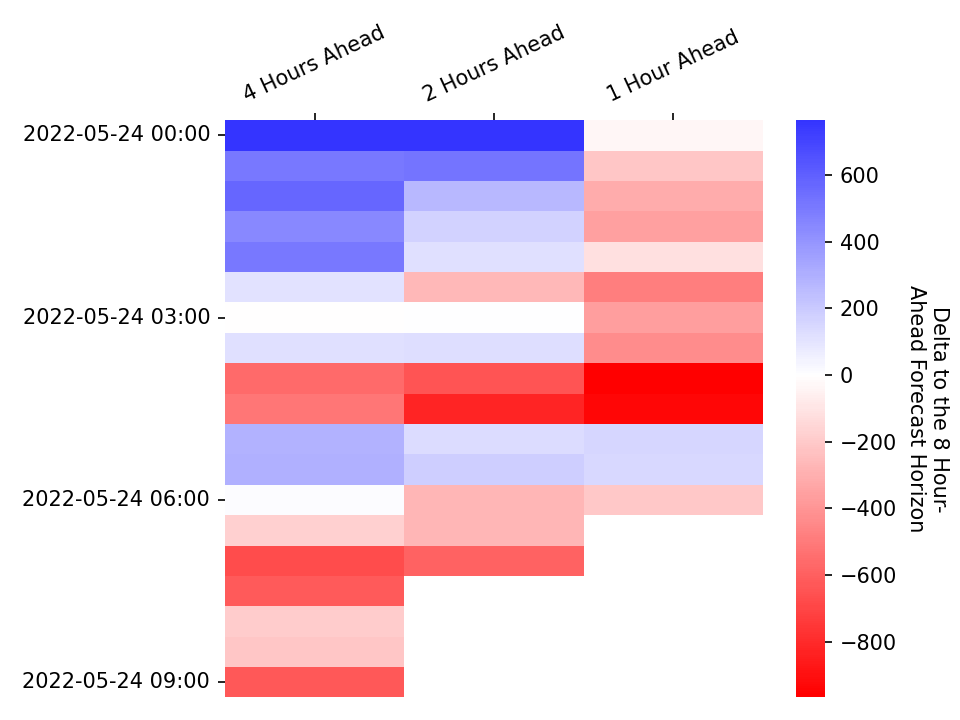 4 Hours Ahead
2 Hours Ahead
1 Hour Ahead
2022-05-24 00:00
2022-05-24 03:00
2022-05-24 06:00
2022-05-24 09:00
600
400
200
0
−200
−400
−600
−800
Delta to the 8 Hour-
Ahead Forecast Horizon